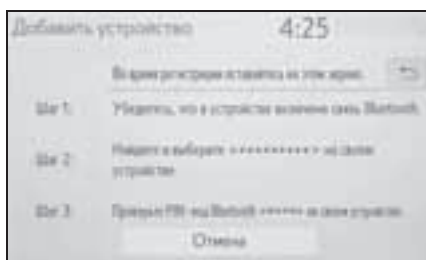 Добавить устройство 4:25
Во время регистрации оставайтесь на этом экране.
Шаг 1: Убедитесь, что в устройстве включена связь Bluetooth.
Шаг 2: Найдите и выберите ••••••••••• на своем
устройстве.
Шаг 3: Проверьте PIN-код Bluetooth •••••• на своем устройстве.
Отмена